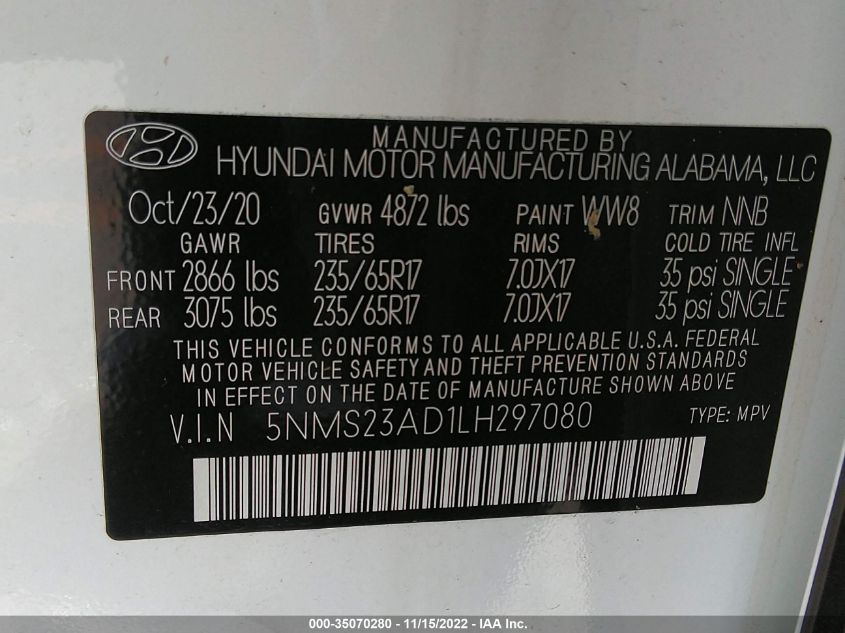 MANUFACTURED BY
HYUNDAI MOTOR MANUFACTURING ALABAMA, LLC
Oct/23/20 GVWR 4872 lbs PAINT WW8 TRIM NNB
GAWR TIRES RIMS COLD TIRE INFL
FRONT 2866 lbs 235/65R17 7.0JX17 35 psi SINGLE
REAR 3075 lbs 235/65R17 7.0JX17 35 psi SINGLE
THIS VEHICLE CONFORMS TO ALL APPLICABLE U.S.A. FEDERAL
MOTOR VEHICLE SAFETY AND THEFT PREVENTION STANDARDS
IN EFFECT ON THE DATE OF MANUFACTURE SHOWN ABOVE
V.I.N 5NMS23AD1LH297080 TYPE: MPV
000-35070280 - 11/15/2022 - IAA Inc.